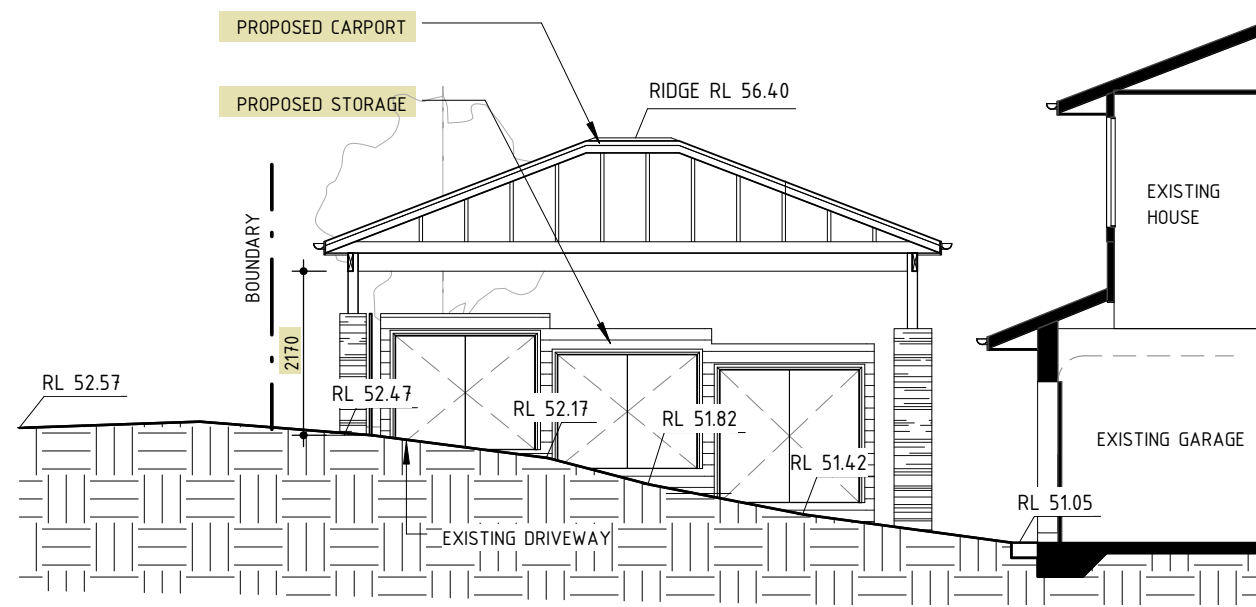 PROPOSED CARPORT
RIDGE RL 56.40
PROPOSED STORAGE
EXISTING
HOUSE
BOUNDARY
2170
RL 52.57
RL 52.47
RL 52.17
RL 51.82
RL 51.42
EXISTING GARAGE
RL 51.05
EXISTING DRIVEWAY